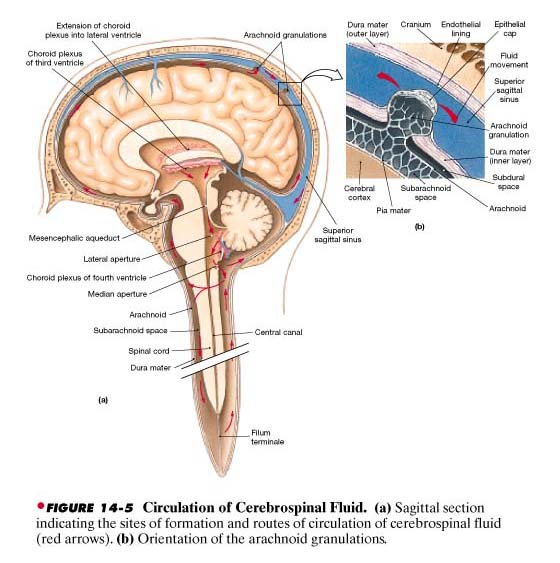 Extension of choroid
plexus into lateral ventricle
Arachnoid granulations
Choroid plexus
of third ventricle
Mesencephalic aqueduct
Lateral aperture
Choroid plexus of fourth ventricle
Median aperture
Arachnoid
Subarachnoid space
Spinal cord
Dura mater
Superior
sagittal sinus
Central canal
Filum
terminale
(a)
Dura mater
(outer layer)
Cranium
Endothelial
lining
Epithelial
cap
Fluid
movement
Superior
sagittal
sinus
Arachnoid
granulation
Dura mater
(inner layer)
Subdural
space
Arachnoid
Cerebral
cortex
Subarachnoid
space
Pia mater
(b)
•FIGURE 14-5 Circulation of Cerebrospinal Fluid. (a) Sagittal section
indicating the sites of formation and routes of circulation of cerebrospinal fluid
(red arrows). (b) Orientation of the arachnoid granulations.